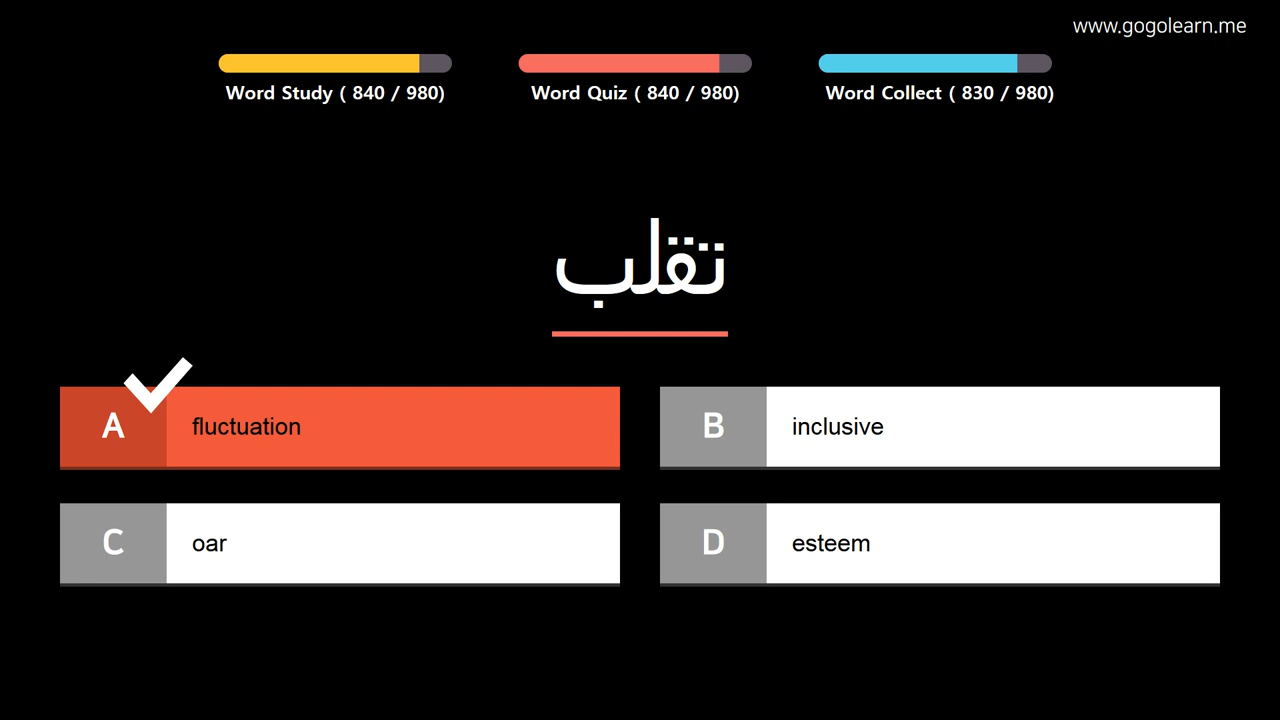 www.gogolearn.me
Word Study ( 840 / 980)
Word Quiz ( 840 / 980)
Word Collect ( 830 / 980)
تقلب
A fluctuation
B inclusive
C oar
D esteem